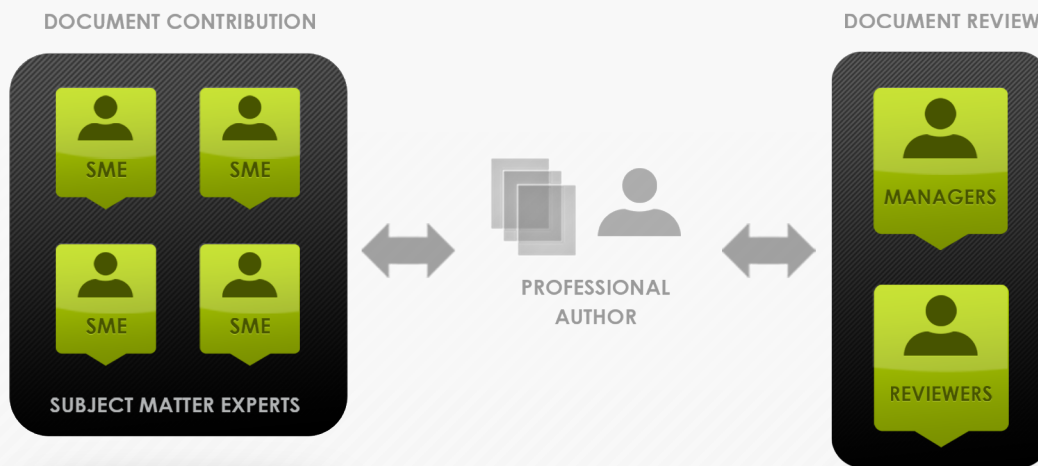 DOCUMENT CONTRIBUTION
DOCUMENT REVIEW
SME
SME
SME
SME
SUBJECT MATTER EXPERTS
PROFESSIONAL
AUTHOR
MANAGERS
REVIEWERS